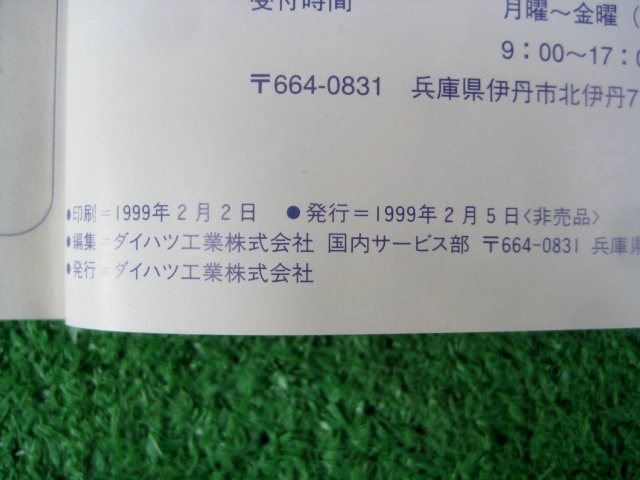 受付時間 月曜～金曜（
9：00～17：0
〒664-0831 兵庫県伊丹市北伊丹7
●印刷＝1999年2月2日 ●発行＝1999年2月5日〈非売品〉
●編集＝ダイハツ工業株式会社 国内サービス部 〒664-0831 兵庫県
●発行＝ダイハツ工業株式会社